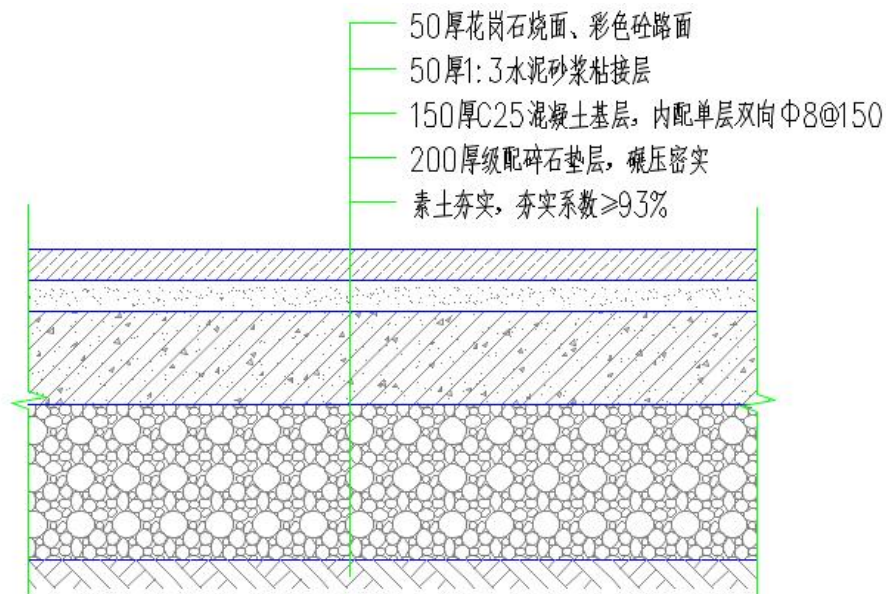 50厚花岗石烧面、彩色砼路面
50厚1:3水泥砂浆粘接层
150厚C25混凝土基层，内配单层双向Φ8@150
200厚级配碎石垫层，碾压密实
素土夯实，夯实系数≥93%